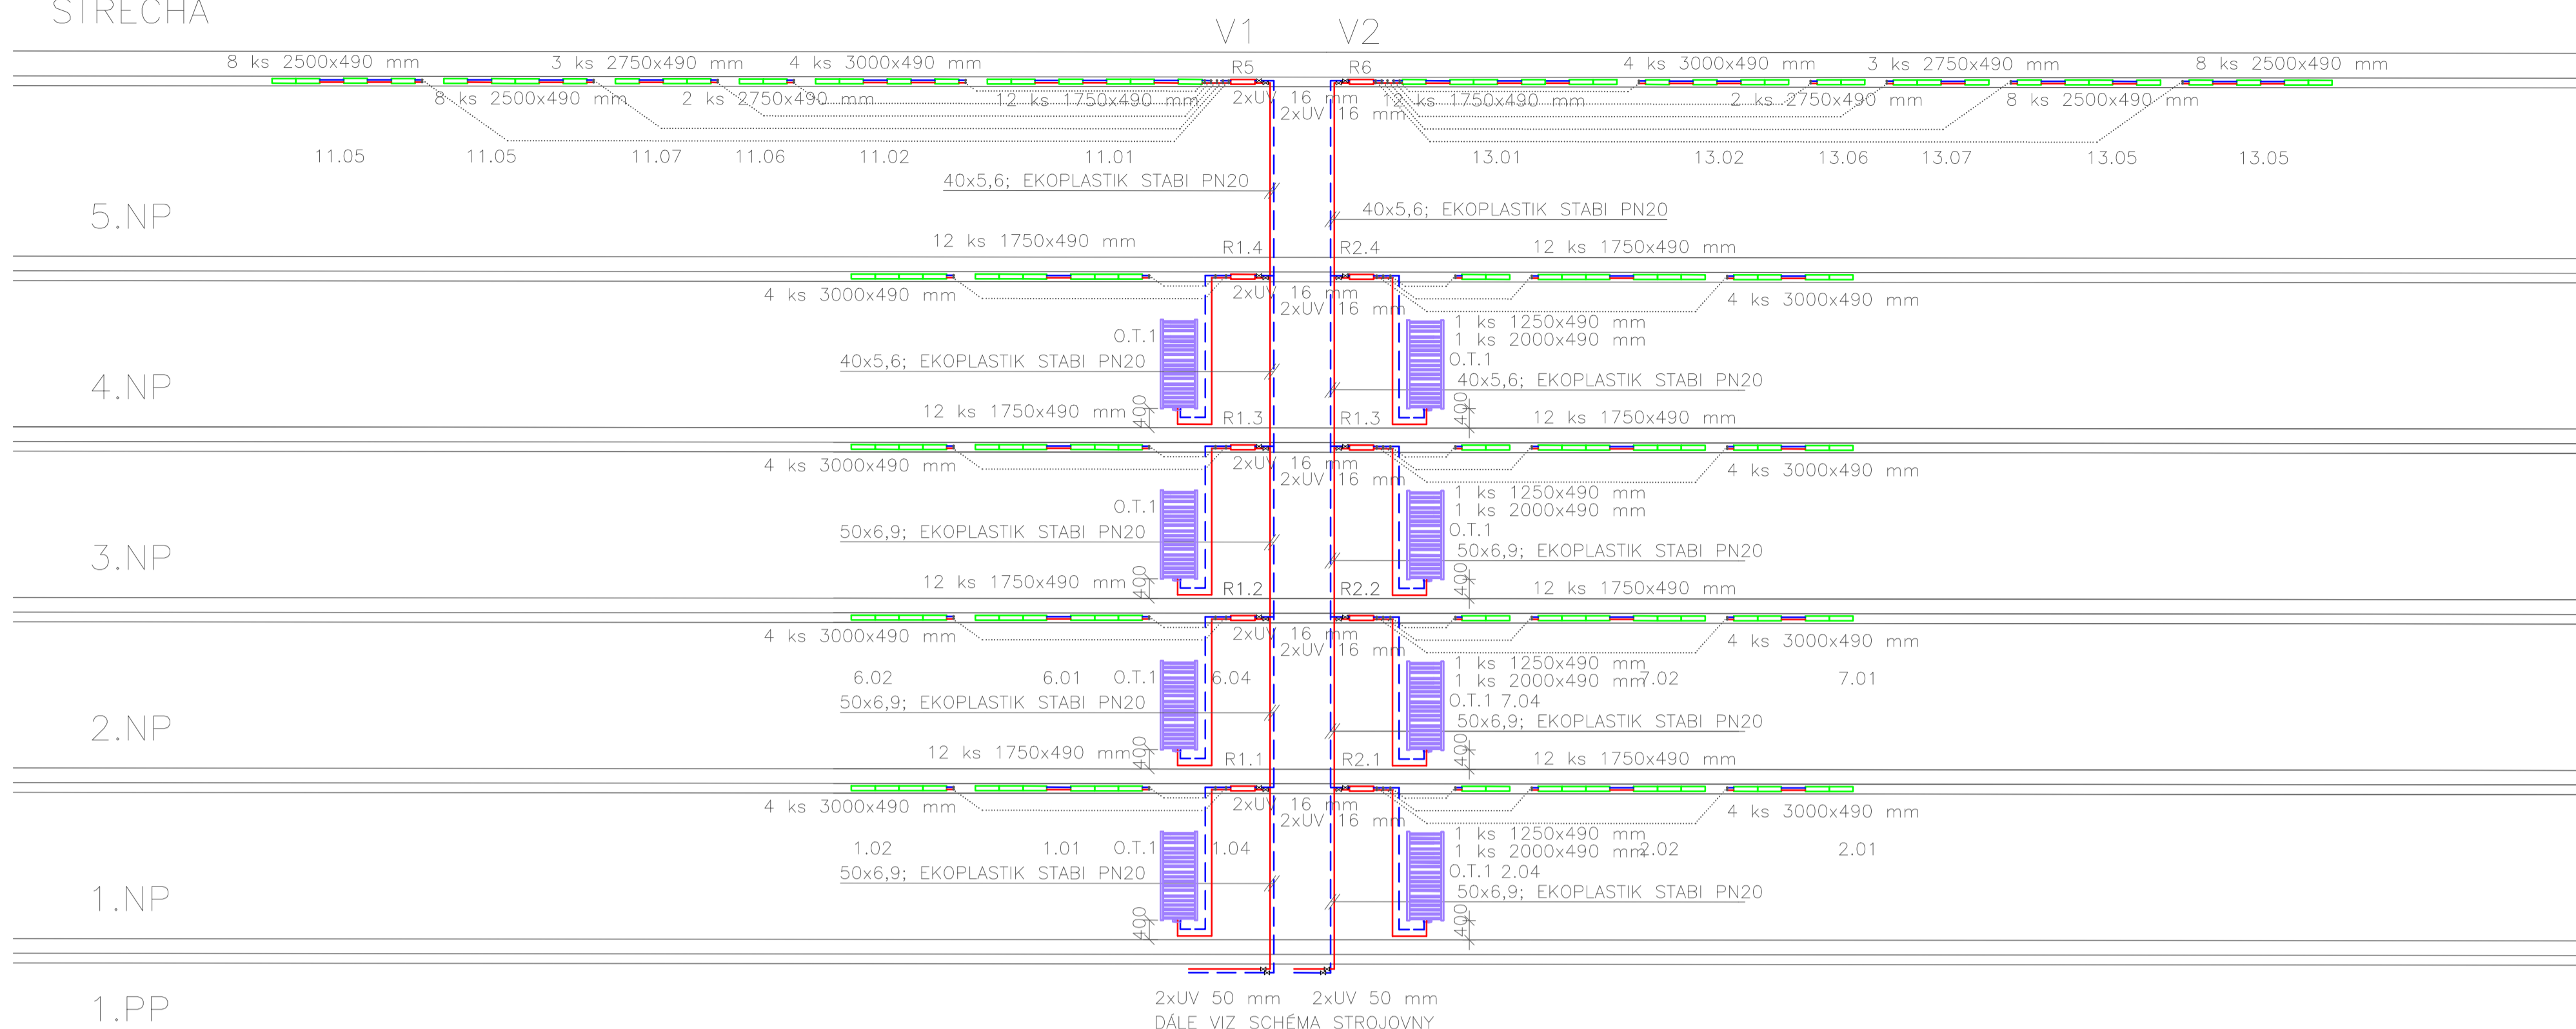 STŘECHA
V1 V2
8 ks 2500x490 mm 3 ks 2750x490 mm 4 ks 3000x490 mm R5 R6 4 ks 3000x490 mm 3 ks 2750x490 mm 8 ks 2500x490 mm
8 ks 2500x490 mm 2 ks 2750x490 mm 12 ks 1750x490 mm 2xUV 16 mm 12 ks 1750x490 mm 2 ks 2750x490 mm 8 ks 2500x490 mm
2xUV 16 mm
11.05 11.05 11.07 11.06 11.02 11.01 13.01 13.02 13.06 13.07 13.05 13.05
40x5,6; EKOPLASTIK STABI PN20
40x5,6; EKOPLASTIK STABI PN20
5.NP
12 ks 1750x490 mm R1.4 R2.4 12 ks 1750x490 mm
4 ks 3000x490 mm 2xUV 16 mm 4 ks 3000x490 mm
2xUV 16 mm
1 ks 1250x490 mm
O.T.1 1 ks 2000x490 mm
40x5,6; EKOPLASTIK STABI PN20 O.T.1
4.NP 40x5,6; EKOPLASTIK STABI PN20
12 ks 1750x490 mm 400 R1.3 R1.3 400 12 ks 1750x490 mm
4 ks 3000x490 mm 2xUV 16 mm 4 ks 3000x490 mm
2xUV 16 mm
1 ks 1250x490 mm
O.T.1 1 ks 2000x490 mm
50x6,9; EKOPLASTIK STABI PN20 O.T.1
3.NP 50x6,9; EKOPLASTIK STABI PN20
12 ks 1750x490 mm 400 R1.2 R2.2 400 12 ks 1750x490 mm
4 ks 3000x490 mm 2xUV 16 mm 4 ks 3000x490 mm
2xUV 16 mm
1 ks 1250x490 mm
6.02 6.01 O.T.1 6.04 1 ks 2000x490 mm 7.02 7.01
50x6,9; EKOPLASTIK STABI PN20 O.T.1 7.04
2.NP 50x6,9; EKOPLASTIK STABI PN20
12 ks 1750x490 mm 400 R1.1 R2.1 400 12 ks 1750x490 mm
4 ks 3000x490 mm 2xUV 16 mm 4 ks 3000x490 mm
2xUV 16 mm
1 ks 1250x490 mm
1.02 1.01 O.T.1 1.04 1 ks 2000x490 mm 2.02 2.01
50x6,9; EKOPLASTIK STABI PN20 O.T.1 2.04
1.NP 50x6,9; EKOPLASTIK STABI PN20
400 400
2xUV 50 mm 2xUV 50 mm
1.PP
DÁLE VIZ SCHÉMA STROJOVNY